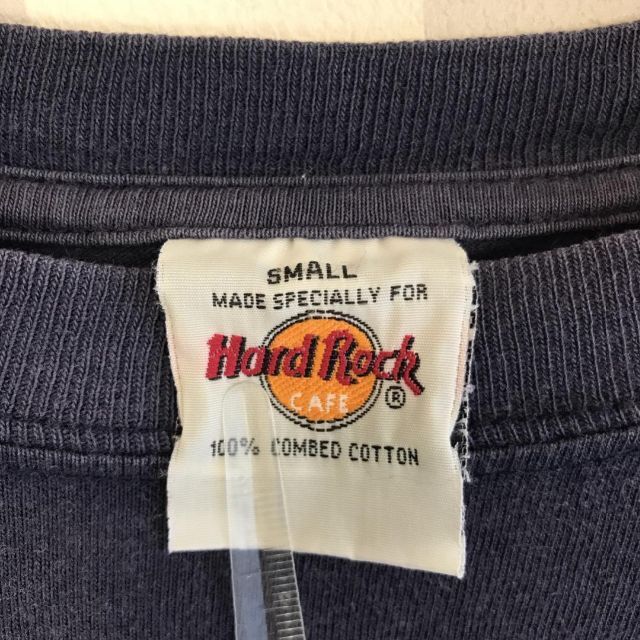 SMALL
MADE SPECIALLY FOR
Hard Rock
CAFE ®
100% COMBED COTTON